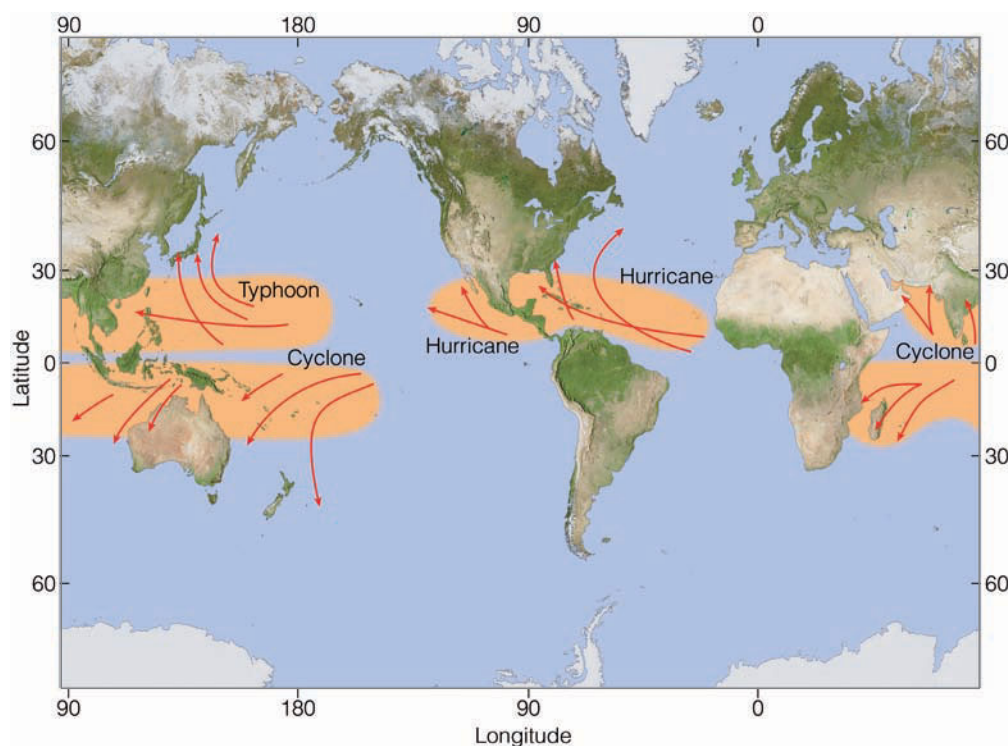 90 180 90 0
60 60
30 Hurricane 30
Typhoon
Cyclone Hurricane Cyclone
0 0
Latitude
30 30
60 60
90 180 90 0
Longitude